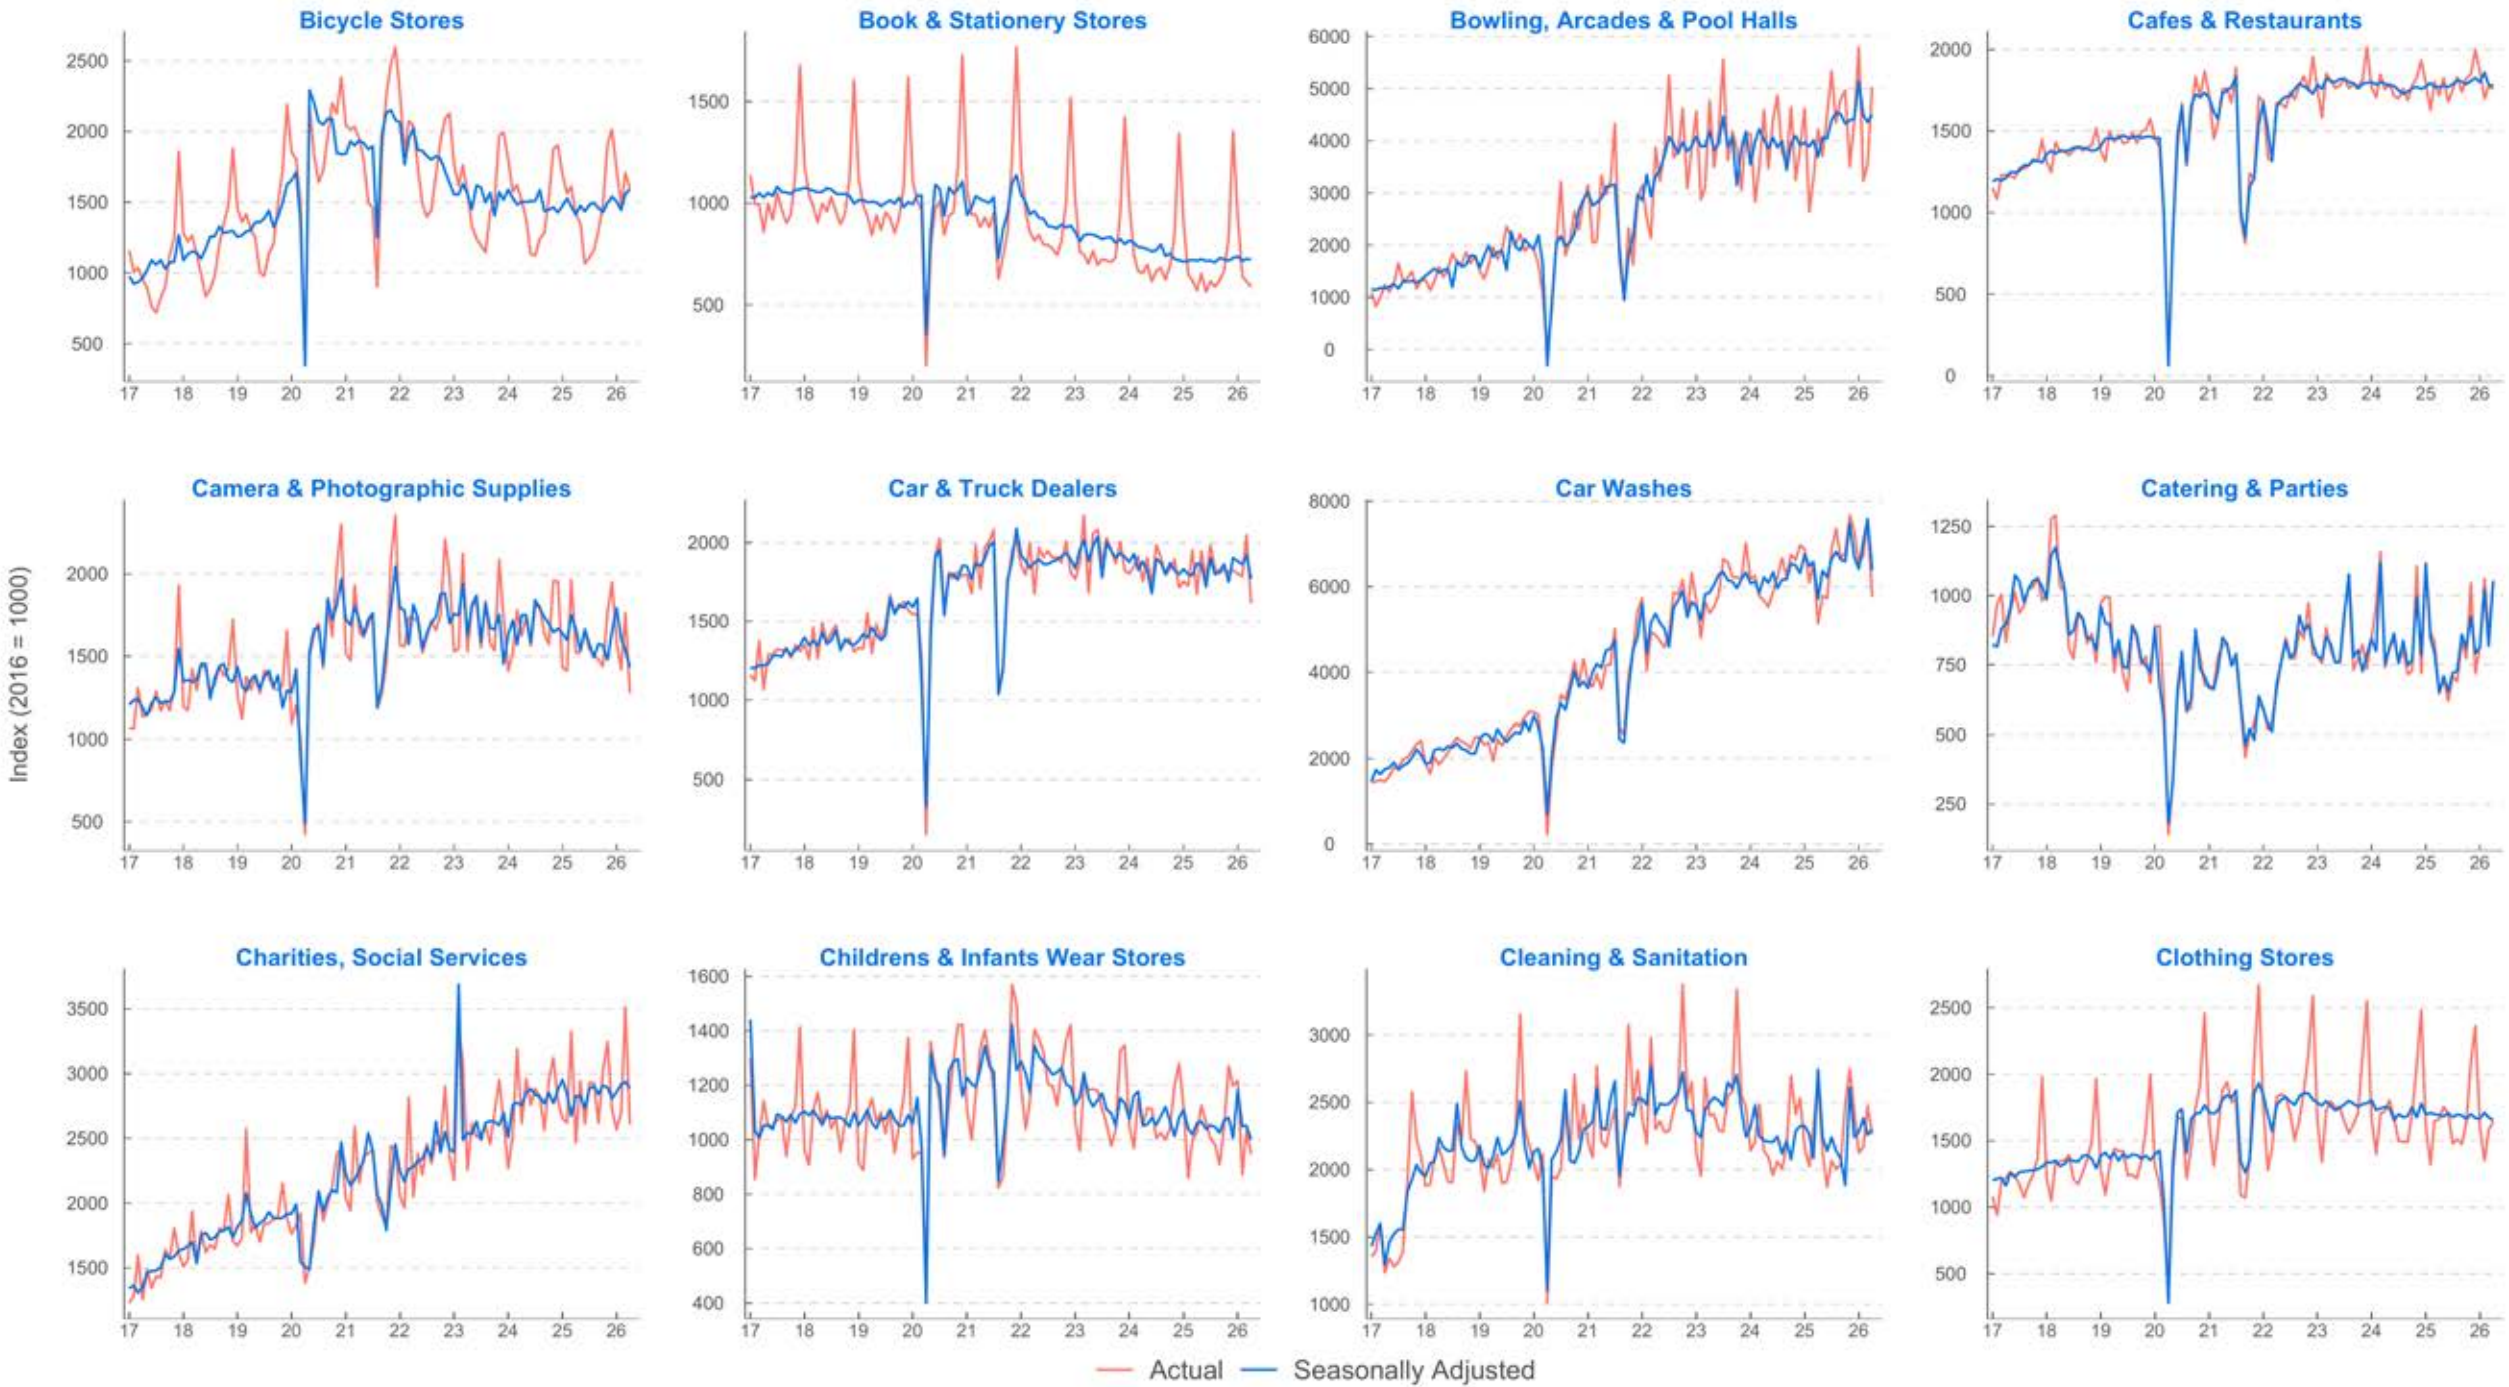 Bicycle Stores
2500
2000
1500
1000
500
17 18 19 20 21 22 23 24 25 26
Book & Stationery Stores
1500
1000
500
17 18 19 20 21 22 23 24 25 26
Bowling, Arcades & Pool Halls
6000
5000
4000
3000
2000
1000
0
17 18 19 20 21 22 23 24 25 26
Cafes & Restaurants
2000
1500
1000
500
0
17 18 19 20 21 22 23 24 25 26
Index (2016 = 1000)
Camera & Photographic Supplies
2000
1500
1000
500
17 18 19 20 21 22 23 24 25 26
Car & Truck Dealers
2000
1500
1000
500
17 18 19 20 21 22 23 24 25 26
Car Washes
8000
6000
4000
2000
0
17 18 19 20 21 22 23 24 25 26
Catering & Parties
1250
1000
750
500
250
17 18 19 20 21 22 23 24 25 26
Charities, Social Services
3500
3000
2500
2000
1500
17 18 19 20 21 22 23 24 25 26
Childrens & Infants Wear Stores
1600
1400
1200
1000
800
600
400
17 18 19 20 21 22 23 24 25 26
Cleaning & Sanitation
3000
2500
2000
1500
1000
17 18 19 20 21 22 23 24 25 26
Clothing Stores
2500
2000
1500
1000
500
17 18 19 20 21 22 23 24 25 26
Actual Seasonally Adjusted